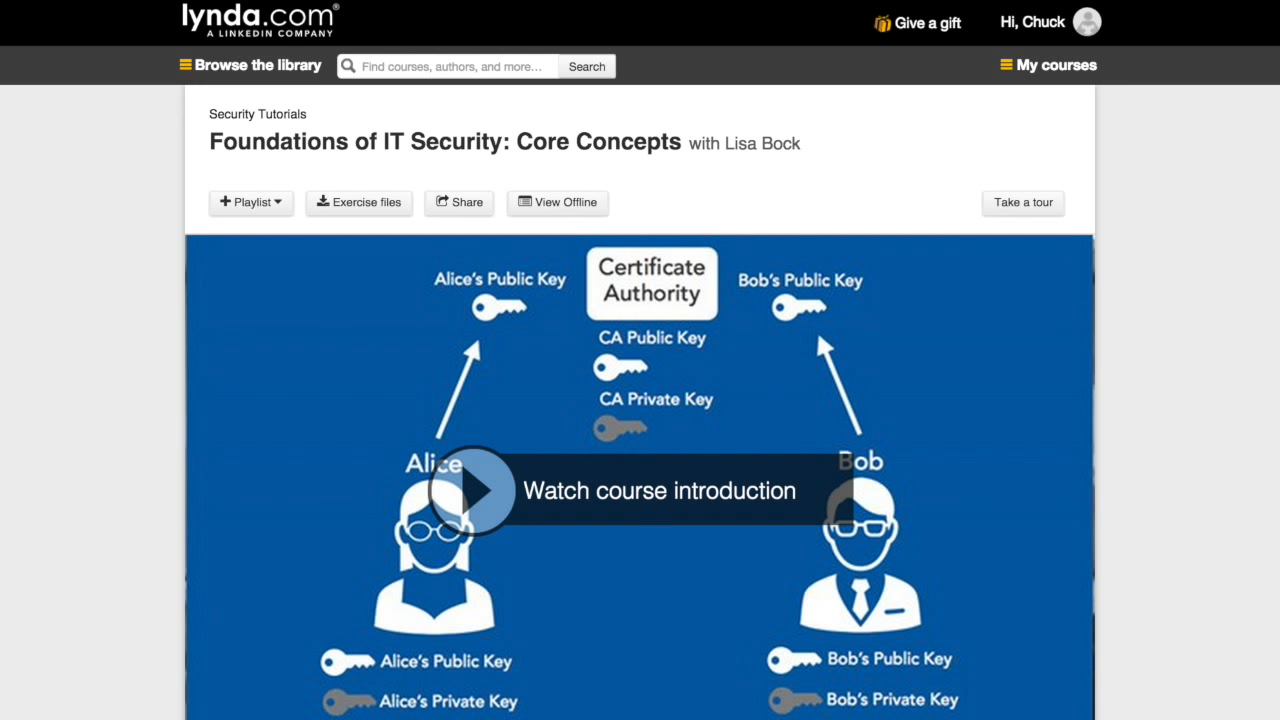 lynda.com®
A LINKEDIN COMPANY
Give a gift
Hi, Chuck
Browse the library
Find courses, authors, and more...
Search
My courses
Security Tutorials
Foundations of IT Security: Core Concepts with Lisa Bock
Playlist
Exercise files
Share
View Offline
Take a tour
Certificate
Authority
Alice's Public Key
Bob's Public Key
CA Public Key
CA Private Key
Alice
Bob
Watch course introduction
Alice's Public Key
Bob's Public Key
Alice's Private Key
Bob's Private Key